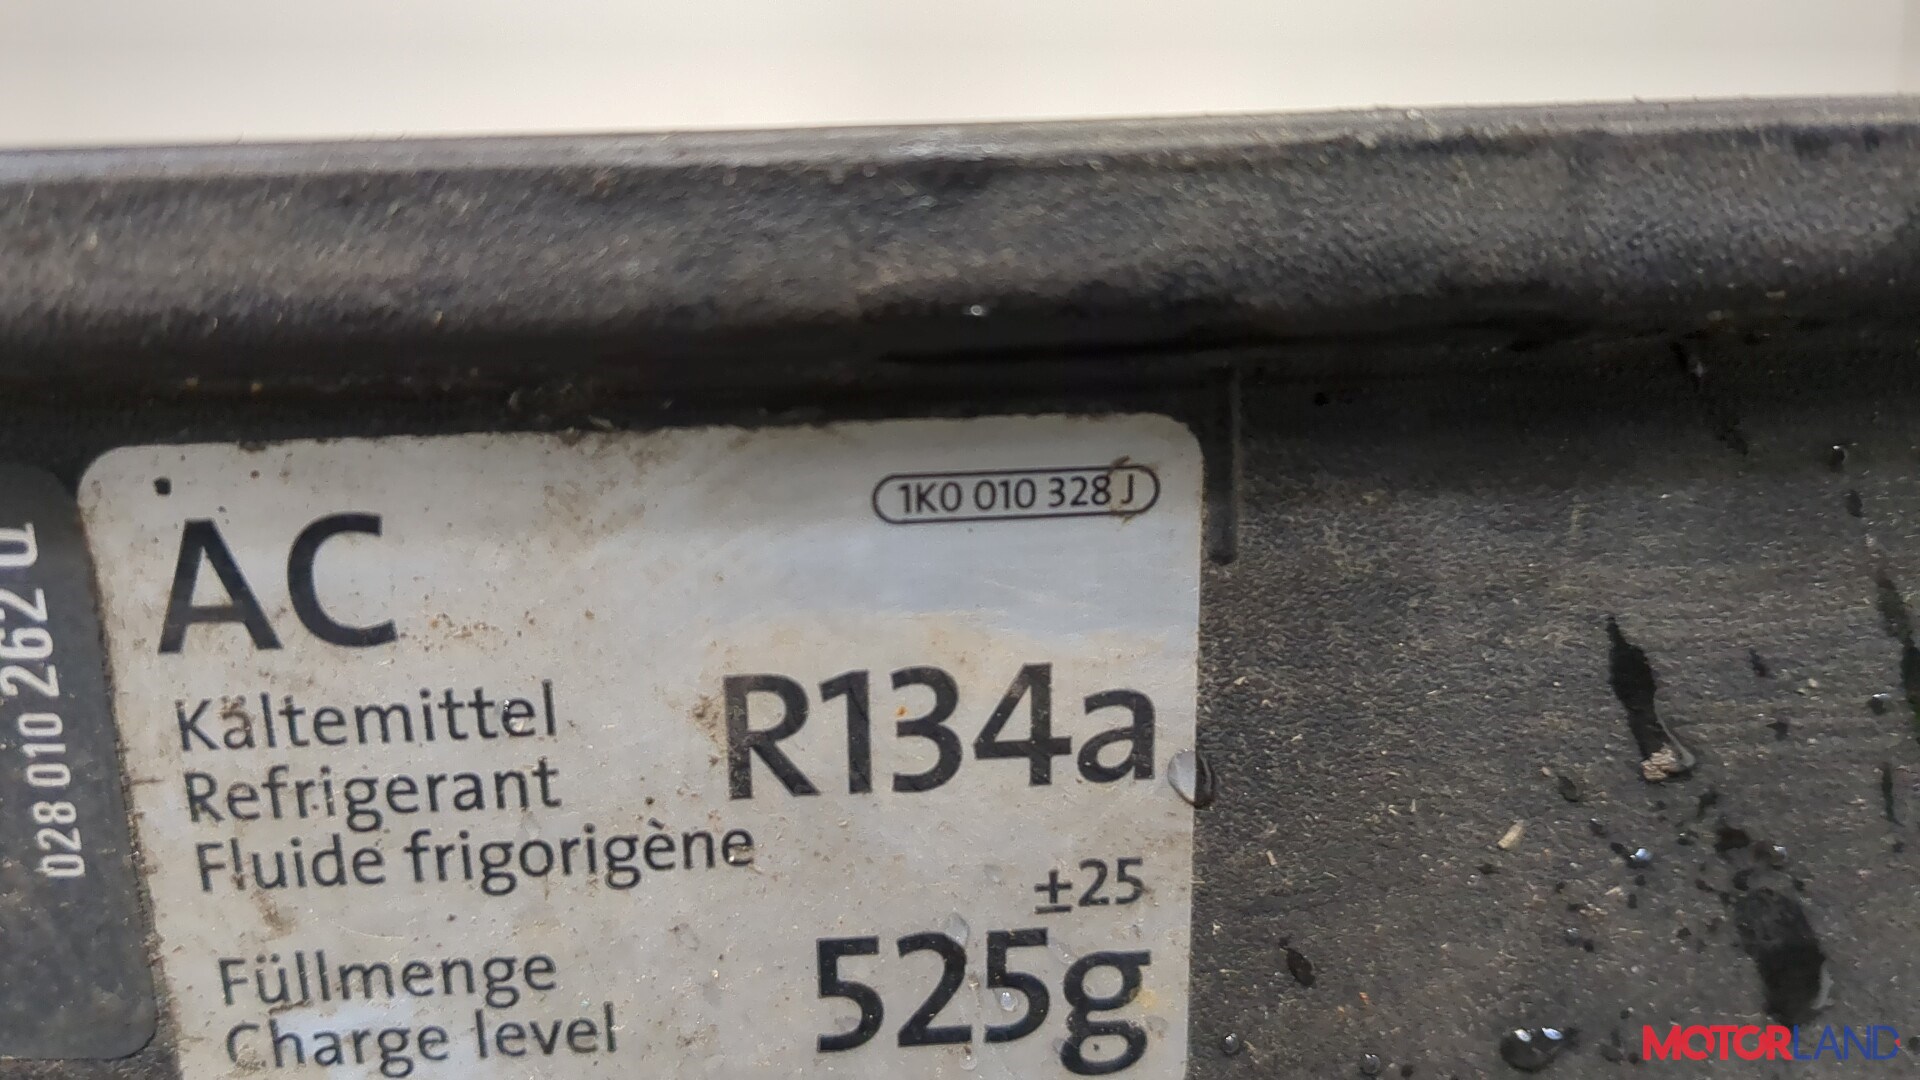 1K0 010 328 J
AC
Kältemittel
Refrigerant
Fluide frigorigène
R134a
±25
Füllmenge
Charge level
525g
028 010 262
MOTORLAND